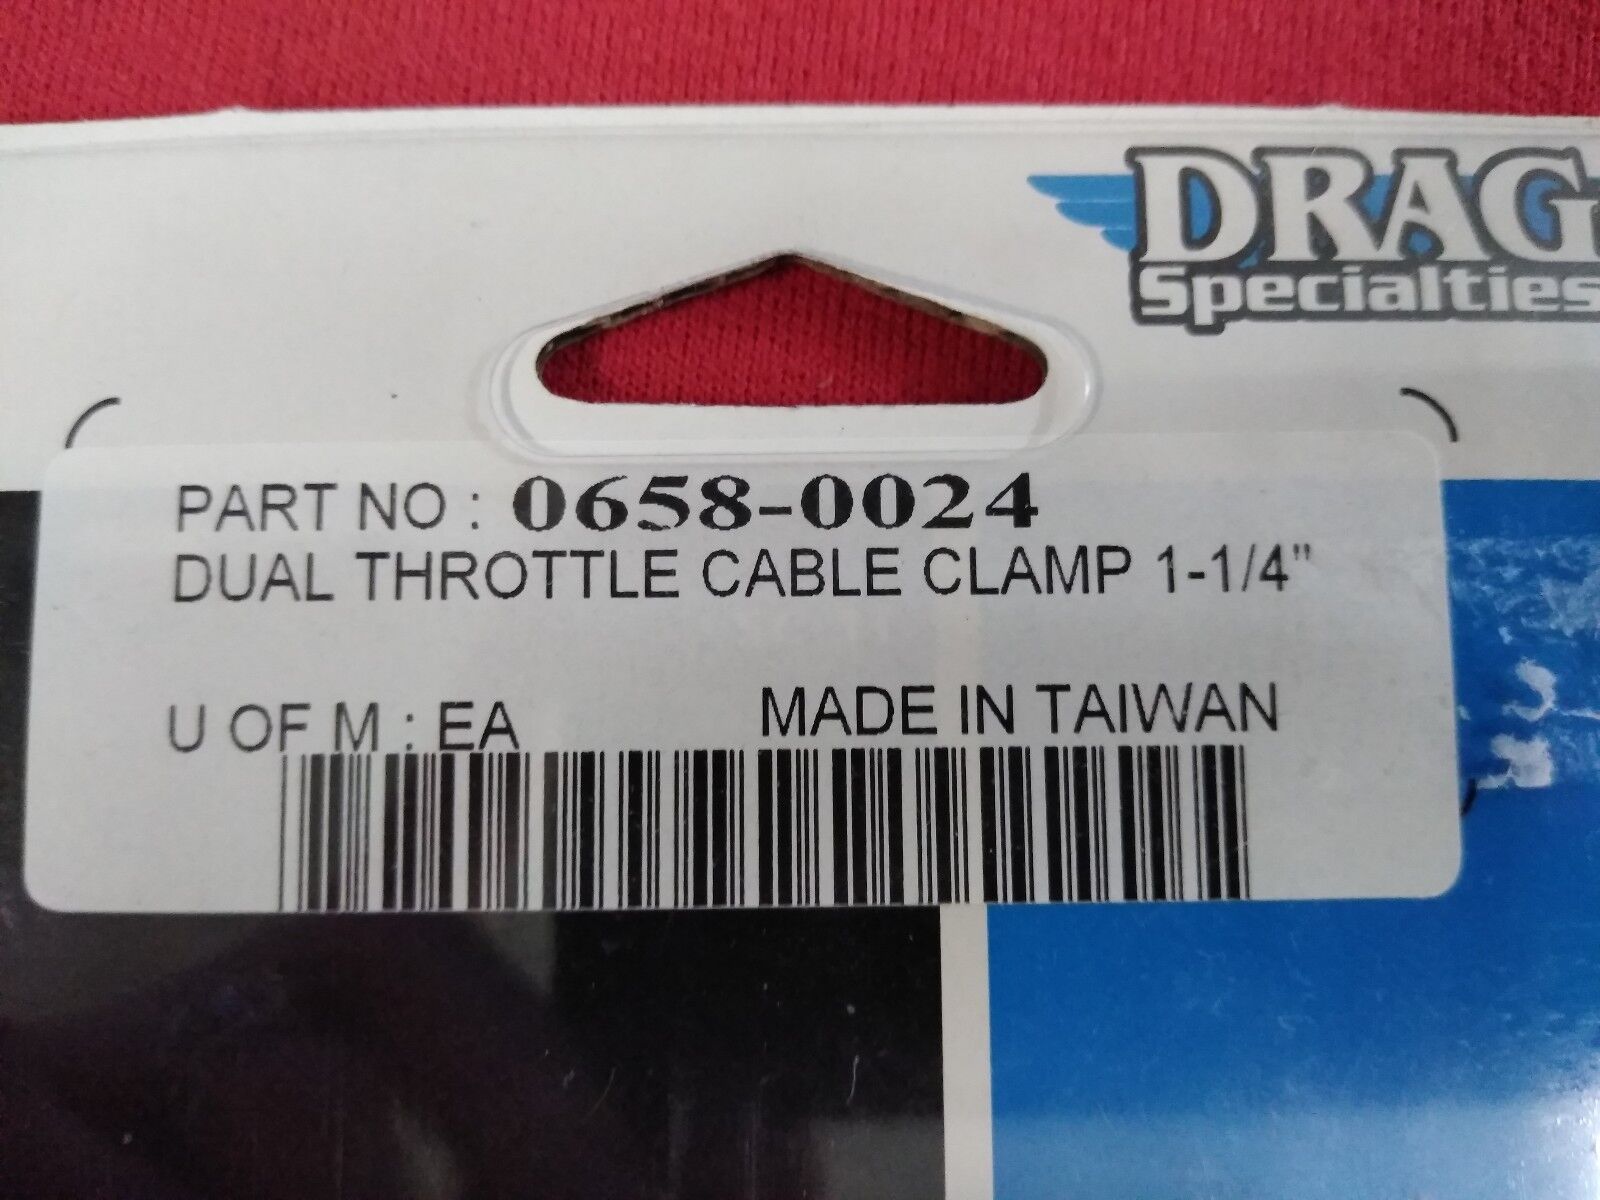 DRAG
Specialties
PART NO : 0658-0024
DUAL THROTTLE CABLE CLAMP 1-1/4"
U OF M : EA MADE IN TAIWAN